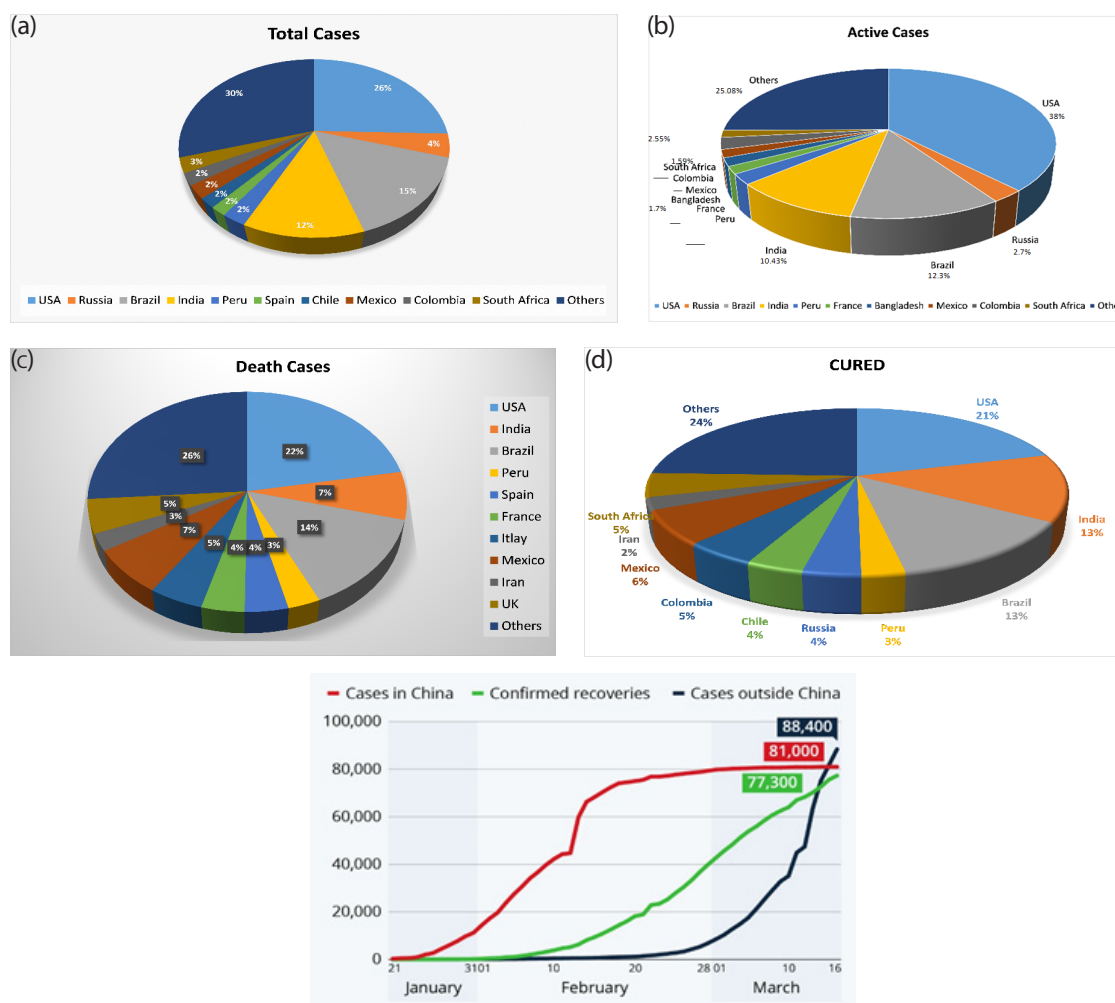 (a)
Total Cases
30%
26%
4%
3%
2%
2%
2%
2%
2%
12%
15%
USA Russia Brazil India Peru Spain Chile Mexico Colombia South Africa Others
(b)
Active Cases
Others
25.08%
USA
38%
2.55%
1.59%
South Africa
Colombia
Mexico
Bangladesh
1.7%
France
Peru
India
10.43%
Brazil
12.3%
Russia
2.7%
USA Russia Brazil India Peru France Bangladesh Mexico Colombia South Africa Othe
(c)
Death Cases
26%
22%
7%
5%
3%
7%
5%
4%
4%
3%
14%
USA
India
Brazil
Peru
Spain
France
Itlay
Mexico
Iran
UK
Others
(d)
CURED
Others
24%
USA
21%
South Africa
5%
Iran
2%
Mexico
6%
Colombia
5%
Chile
4%
Russia
4%
Peru
3%
Brazil
13%
India
13%
Cases in China Confirmed recoveries Cases outside China
100,000
88,400
81,000
80,000
77,300
60,000
40,000
20,000
0
21 31 01 10 20 28 01 10 16
January February March